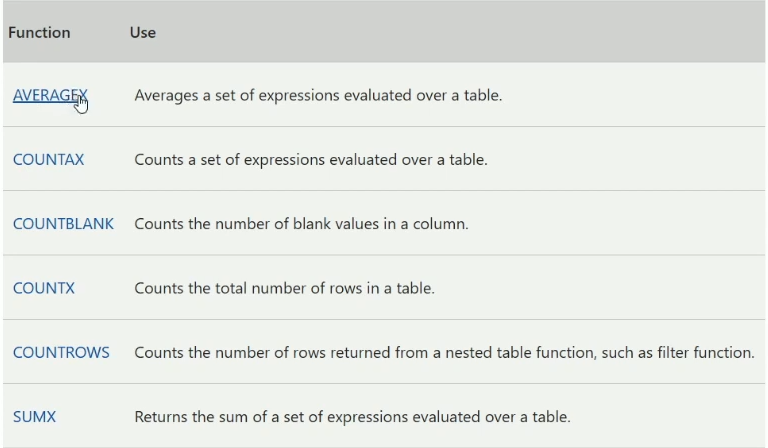 Function Use
AVERAGEX Averages a set of expressions evaluated over a table.
COUNTAX Counts a set of expressions evaluated over a table.
COUNTBLANK Counts the number of blank values in a column.
COUNTX Counts the total number of rows in a table.
COUNTROWS Counts the number of rows returned from a nested table function, such as filter function.
SUMX Returns the sum of a set of expressions evaluated over a table.